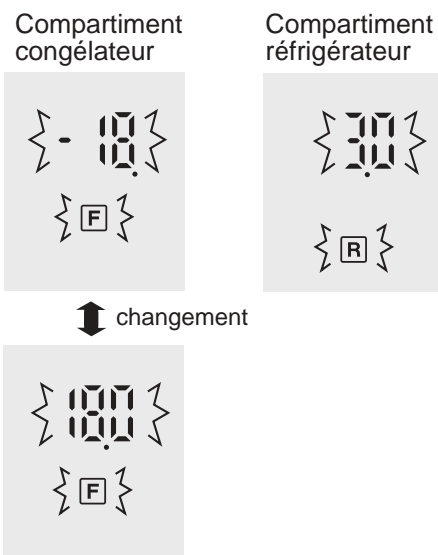 Compartiment
congélateur
- 18.
F
changement
18.0
F
Compartiment
réfrigérateur
3.0
R